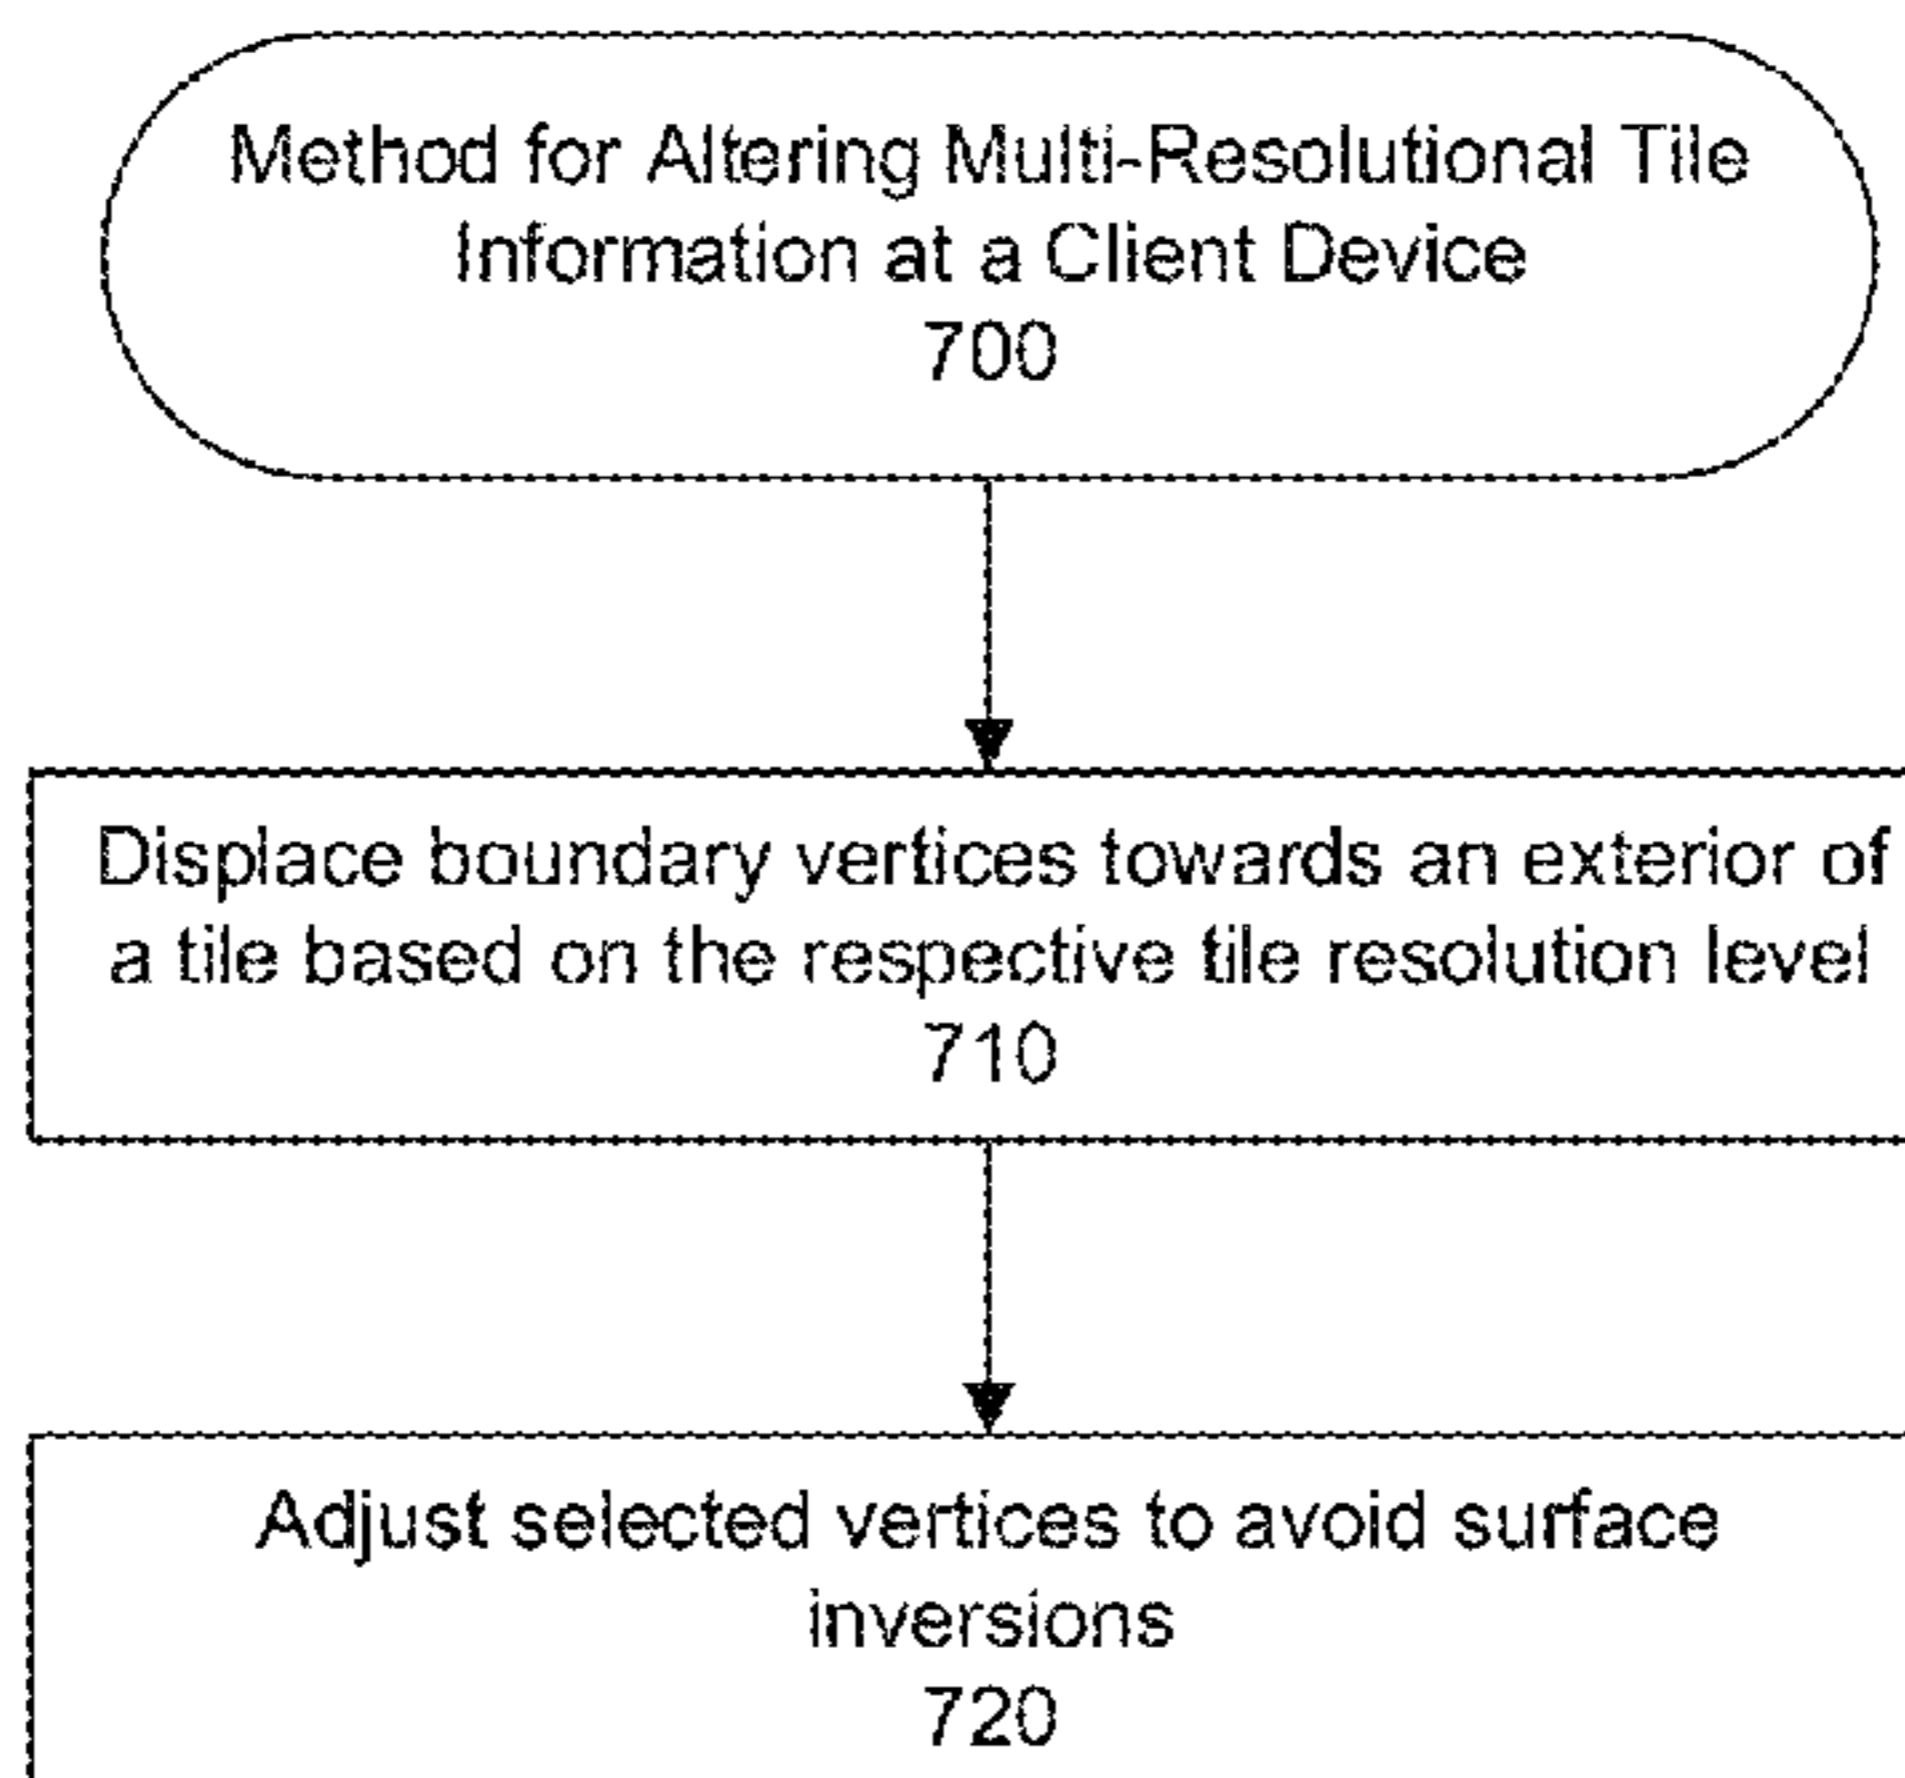 Method for Altering Multi-Resolutional Tile
Information at a Client Device
700
Displace boundary vertices towards an exterior of
a tile based on the respective tile resolution level
710
Adjust selected vertices to avoid surface
inversions
720